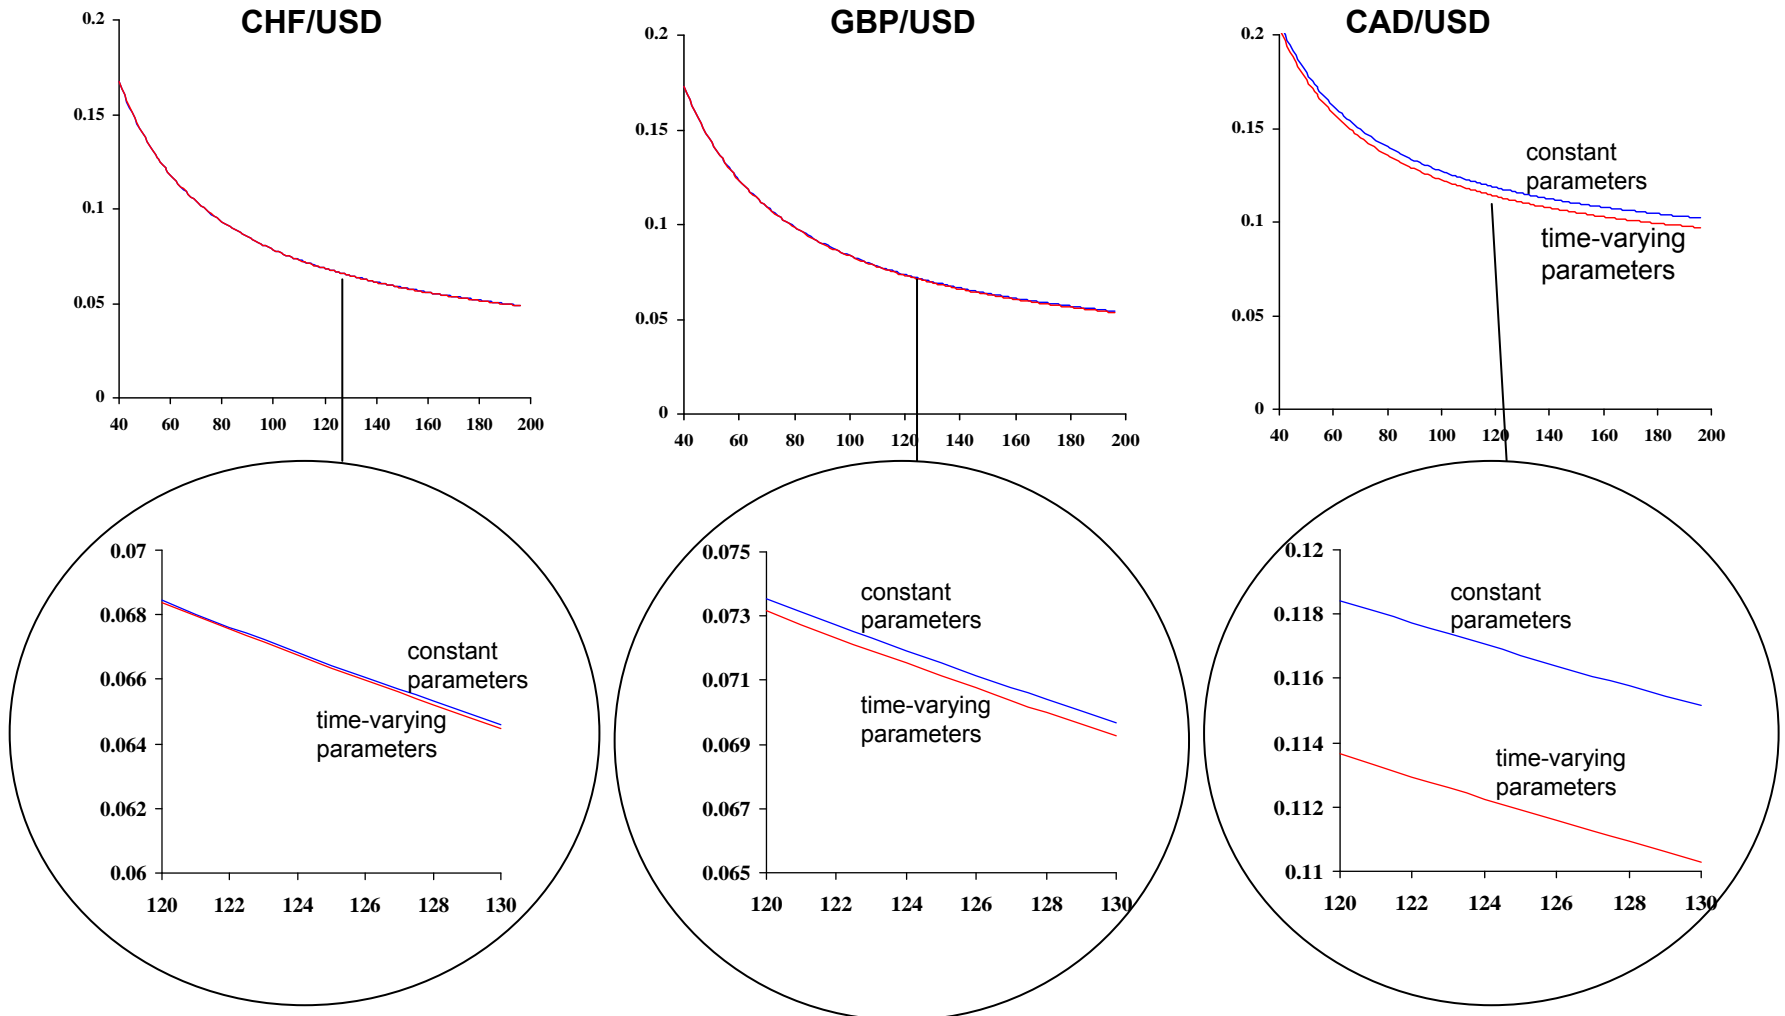 CHF/USD
0.2
0.15
0.1
0.05
0
40 60 80 100 120 140 160 180 200
GBP/USD
0.2
0.15
0.1
0.05
0
40 60 80 100 120 140 160 180 200
CAD/USD
0.2
0.15
0.1
0.05
0
40 60 80 100 120 140 160 180 200
constant
parameters
time-varying
parameters
0.07
0.068
0.066
0.064
0.062
0.06
120 122 124 126 128 130
constant
parameters
time-varying
parameters
0.075
0.073
0.071
0.069
0.067
0.065
120 122 124 126 128 130
constant
parameters
time-varying
parameters
0.12
0.118
0.116
0.114
0.112
0.11
120 122 124 126 128 130
constant
parameters
time-varying
parameters